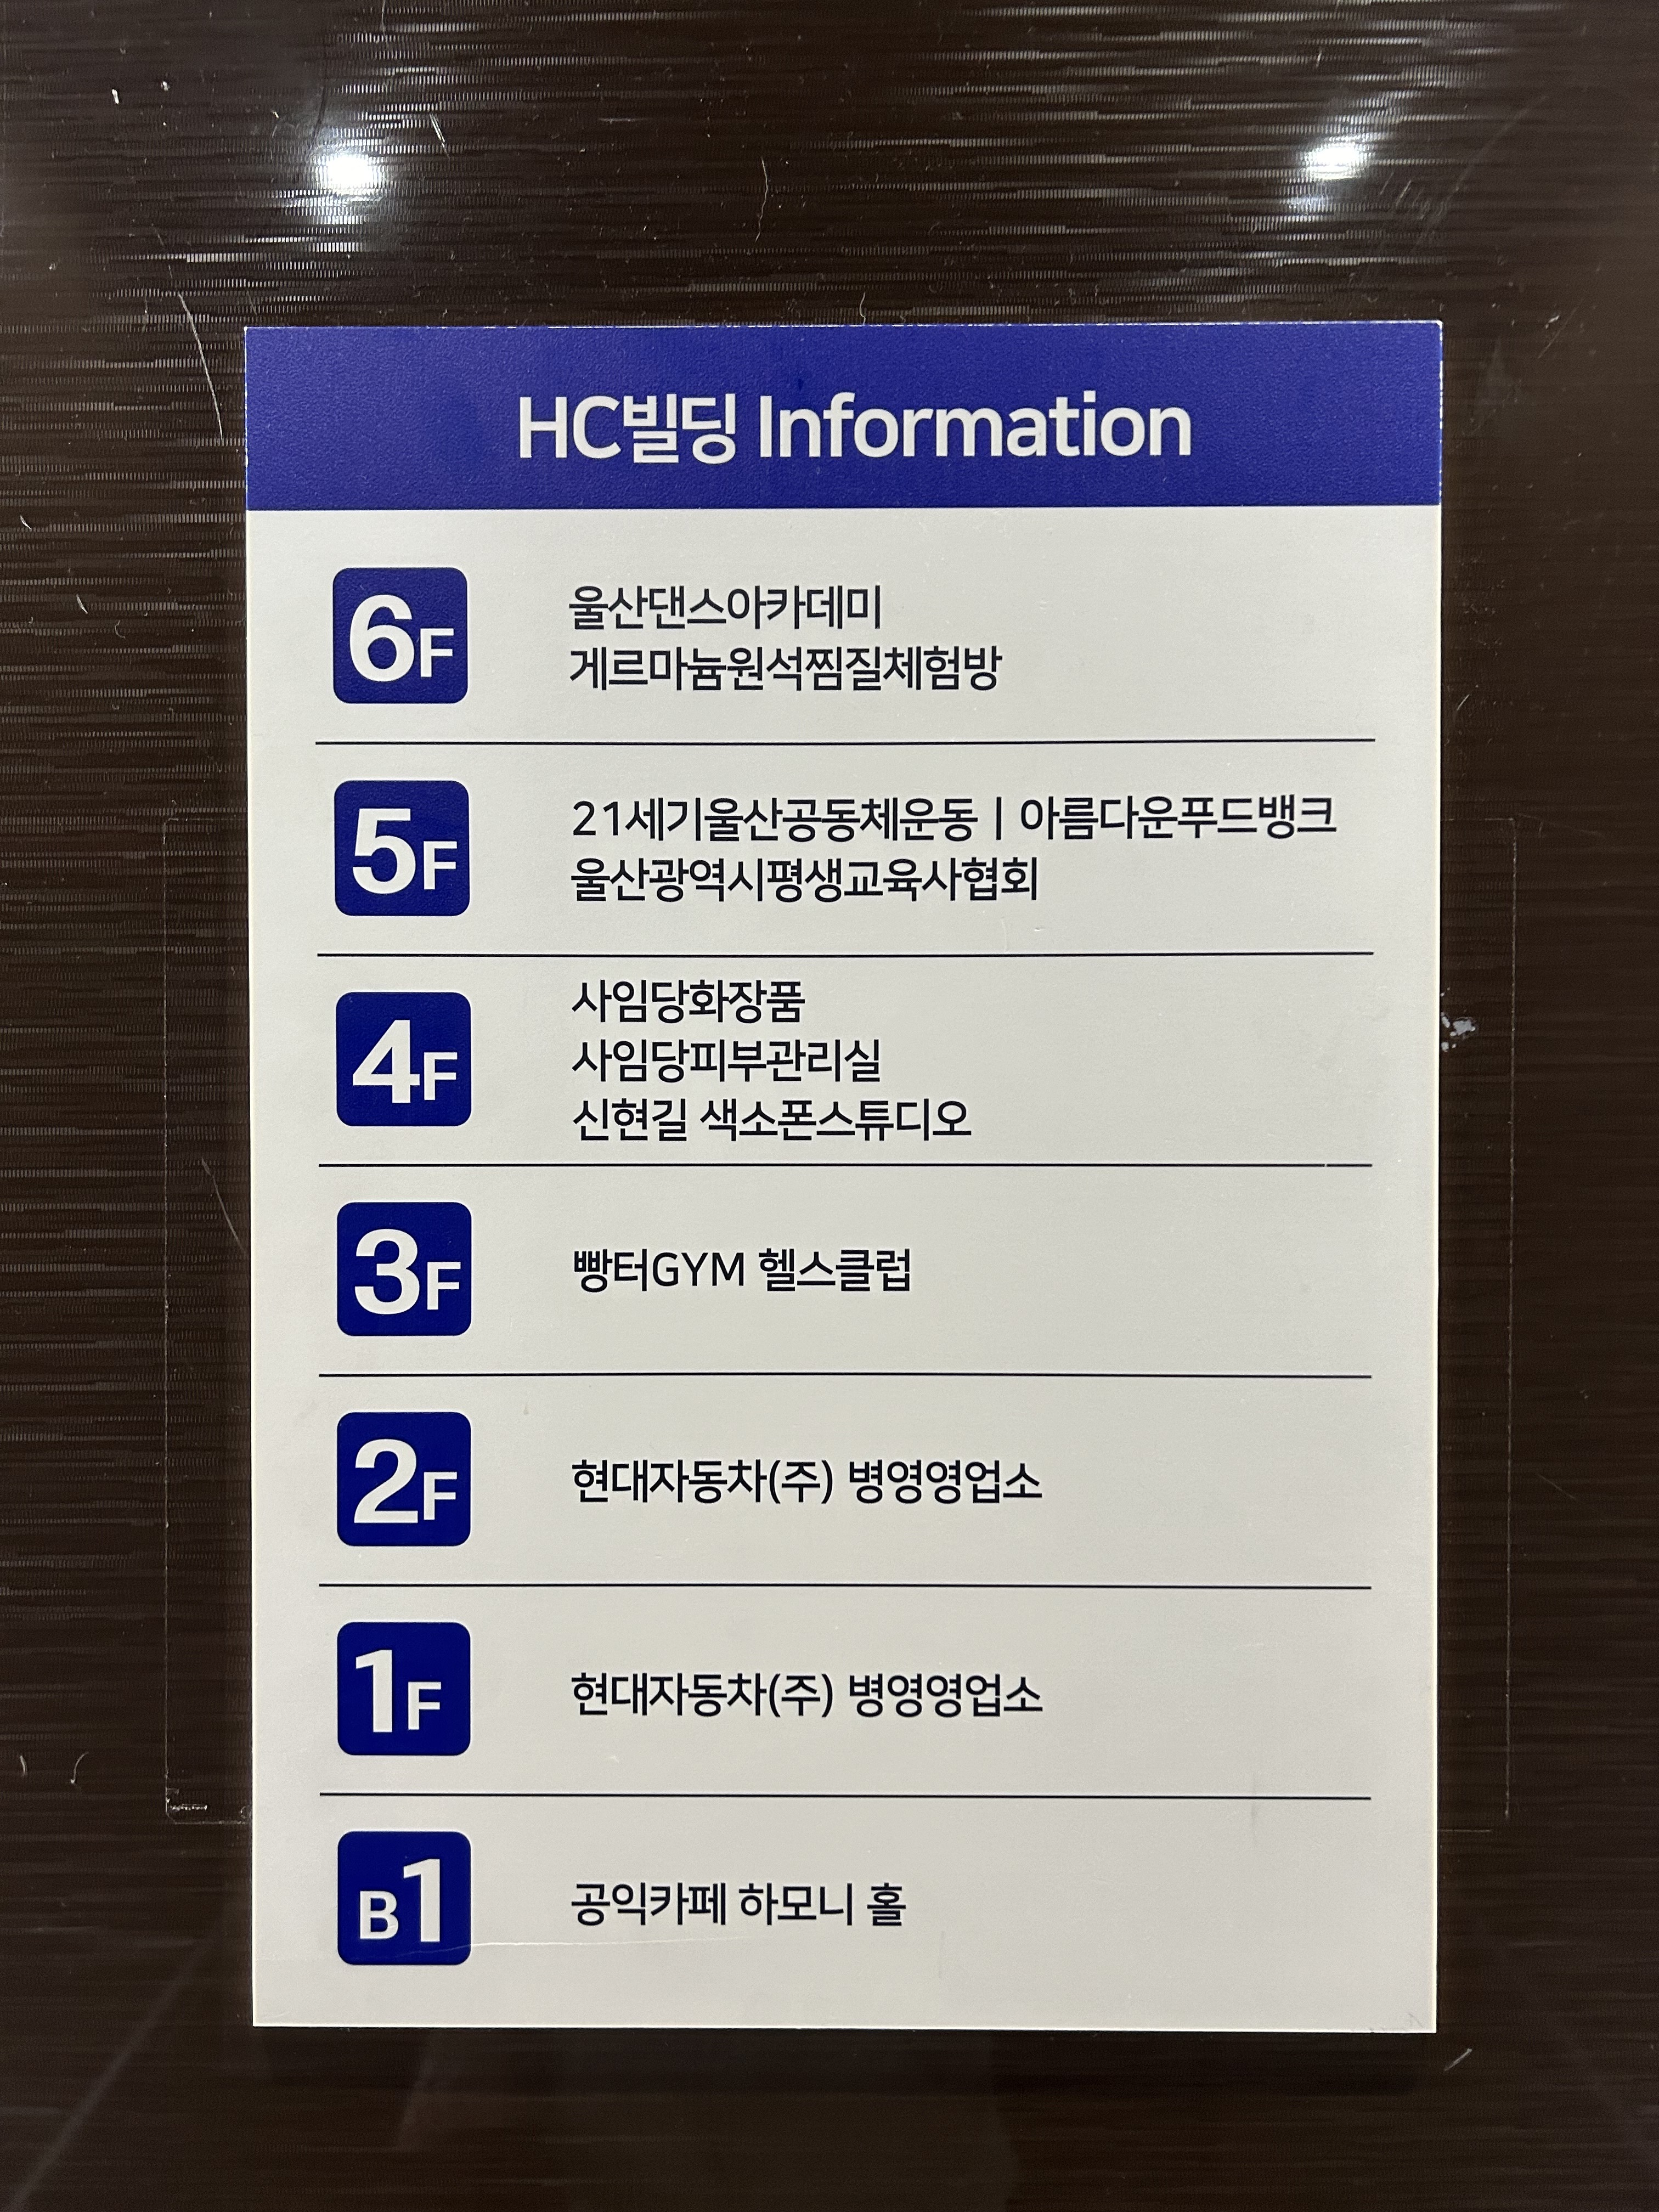 HC빌딩 Information
6F
울산댄스아카데미
게르마늄원석찜질체험방
5F
21세기울산공동체운동 | 아름다운푸드뱅크
울산광역시평생교육사협회
4F
사임당화장품
사임당피부관리실
신현길 색소폰스튜디오
3F
빵터GYM 헬스클럽
2F
현대자동차(주) 병영영업소
1F
현대자동차(주) 병영영업소
B1
공익카페 하모니 홀